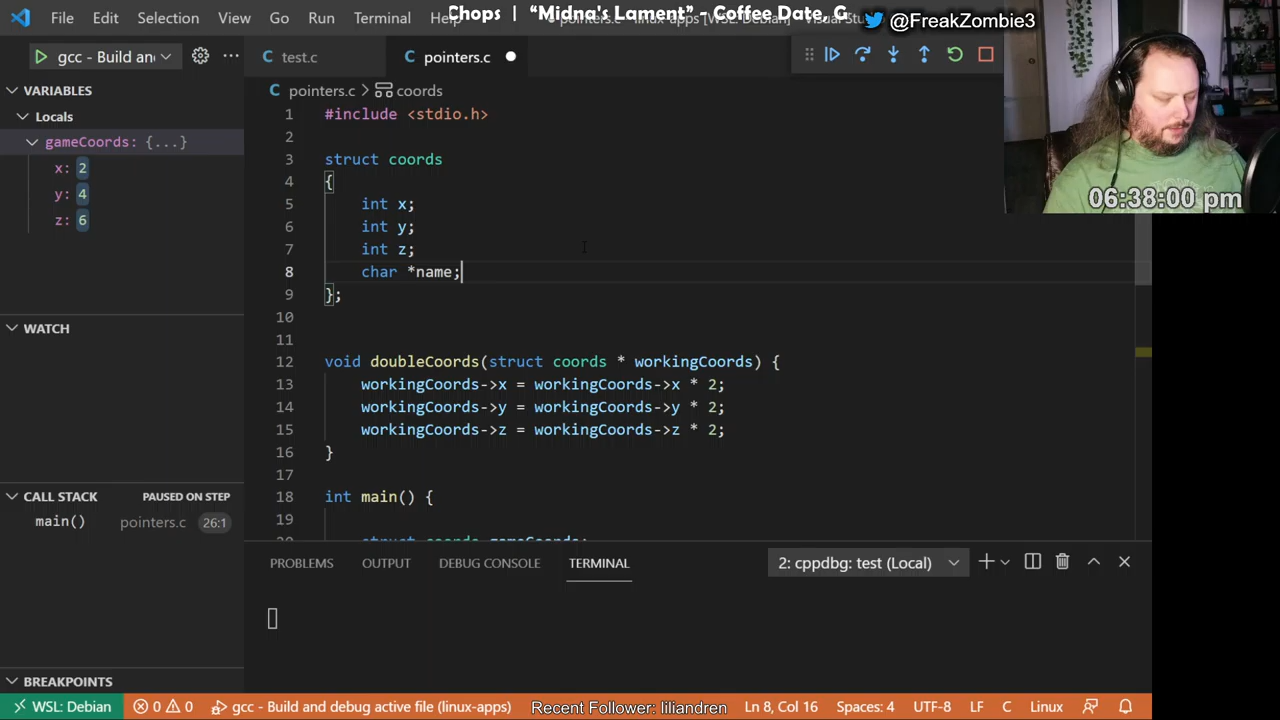 Chops | “Midna's Lament” - Coffee Date, G
@FreakZombie3
File Edit Selection View Go Run Terminal Help
gcc - Build and
test.c
pointers.c
pointers.c > coords
06:38:00 pm
VARIABLES
Locals
gameCoords: {...}
x: 2
y: 4
z: 6
WATCH
CALL STACK PAUSED ON STEP
main() pointers.c 26:1
BREAKPOINTS
1 #include <stdio.h>
2
3 struct coords
4 {
5 int x;
6 int y;
7 int z;
8 char *name;
9 };
10
11
12 void doubleCoords(struct coords * workingCoords) {
13 workingCoords->x = workingCoords->x * 2;
14 workingCoords->y = workingCoords->y * 2;
15 workingCoords->z = workingCoords->z * 2;
16 }
17
18 int main() {
19
20 struct coords gameCoords;
PROBLEMS OUTPUT DEBUG CONSOLE TERMINAL
2: cppdbg: test (Local)
WSL: Debian
0 0
gcc - Build and debug active file (linux-apps)
Recent Follower: liliandren
Ln 8, Col 16
Spaces: 4
UTF-8
LF
C
Linux